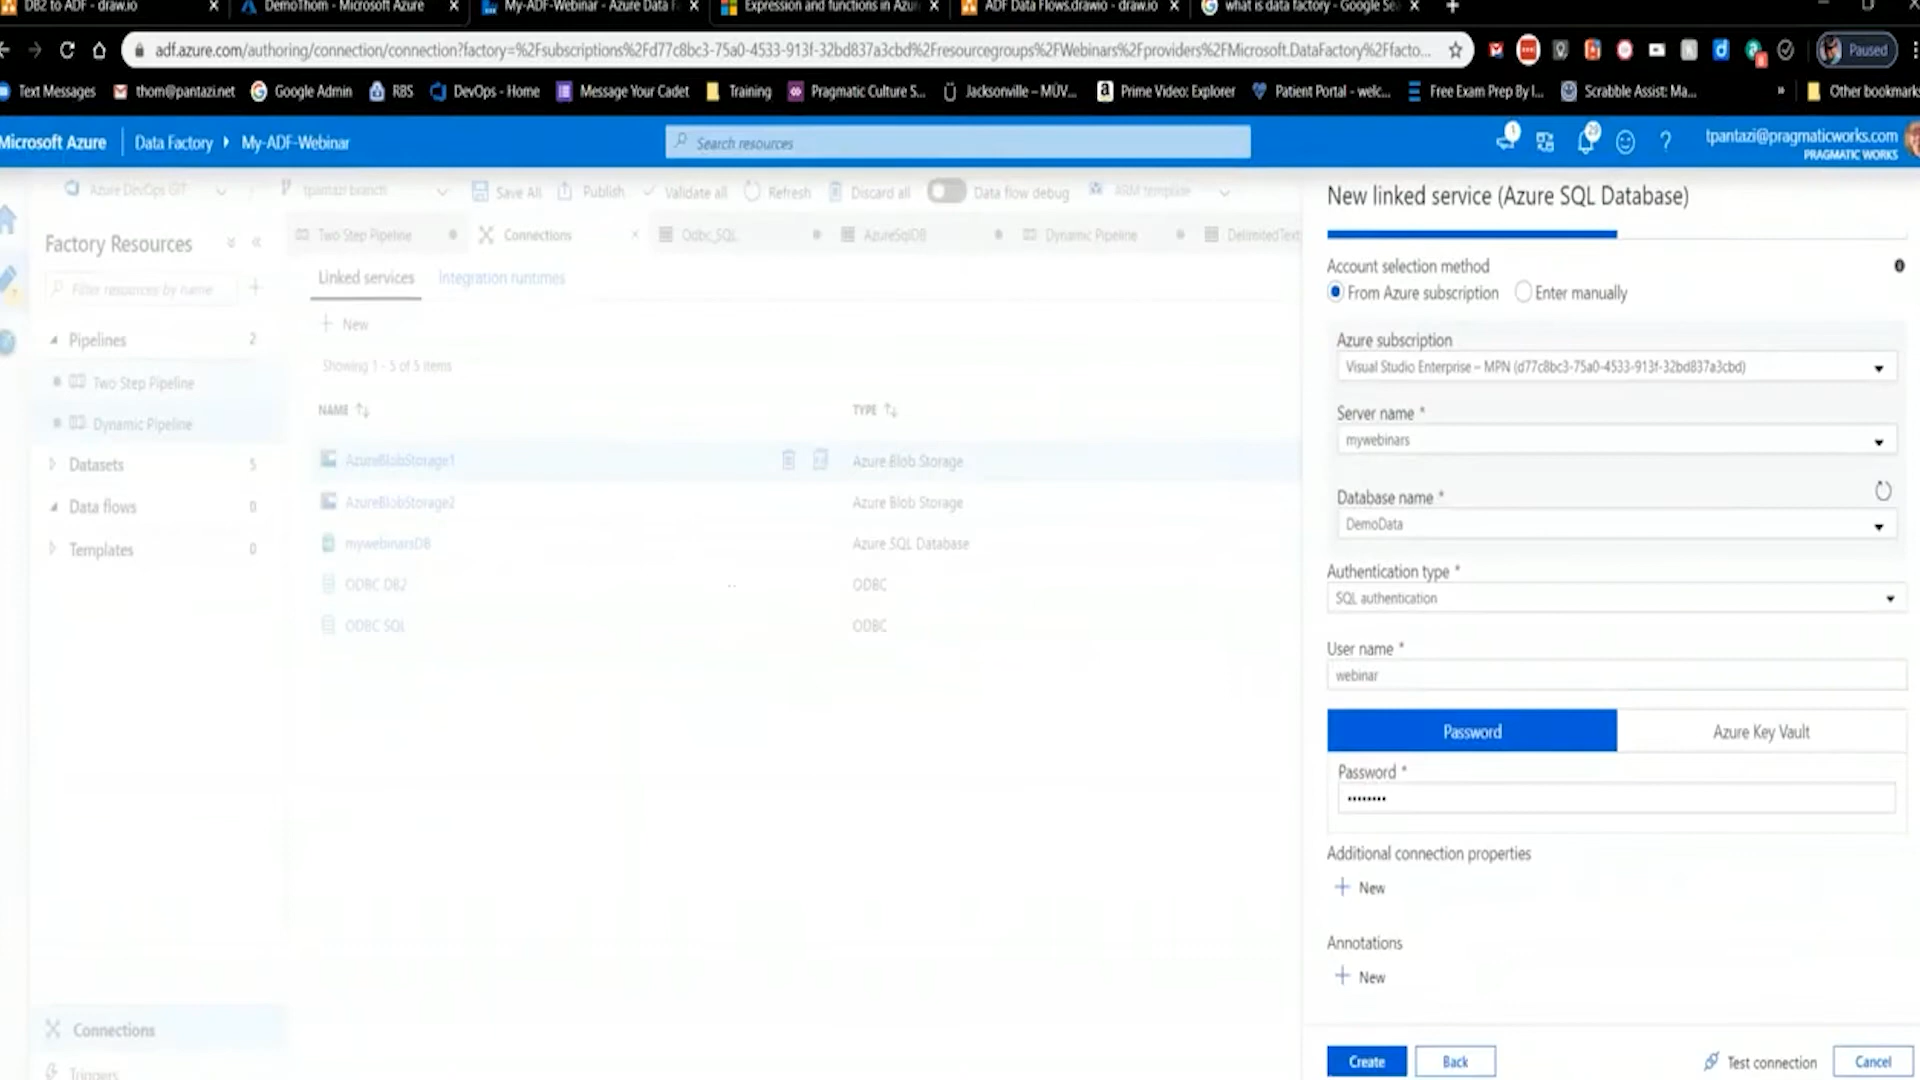 DB2 to ADF - draw.io
DemoThom - Microsoft Azure
My-ADF-Webinar - Azure Data F
Expression and functions in Azur
ADF Data Flows.drawio - draw.io
what is data factory - Google Se
adf.azure.com/authoring/connection/connection?factory=%2Fsubscriptions%2Fd77c8bc3-75a0-4533-913f-32bd837a3cbd%2Fresourcegroups%2FWebinars%2Fproviders%2FMicrosoft.DataFactory%2Ffacto...
Paused
Text Messages
thom@pantazi.net
Google Admin
RBS
DevOps - Home
Message Your Cadet
Training
Pragmatic Culture S...
Jacksonville – MÜV...
Prime Video: Explorer
Patient Portal - welc...
Free Exam Prep By I...
Scrabble Assist: Ma...
»
Other bookmarks
Microsoft Azure
Data Factory
My-ADF-Webinar
Search resources
tpantazi@pragmaticworks.com
PRAGMATIC WORKS
Azure DevOps GIT
tpantazi branch
Save All
Publish
Validate all
Refresh
Discard all
Data flow debug
ARM template
Two Step Pipeline
Connections
Odbc_SQL
AzureSqlDB
Dynamic Pipeline
DelimitedText
Factory Resources
Filter resources by name
Pipelines 2
Two Step Pipeline
Dynamic Pipeline
Datasets 5
Data flows 0
Templates 0
Connections
Triggers
Linked services
Integration runtimes
New
Showing 1 - 5 of 5 items
NAME TYPE
AzureBlobStorage1 Azure Blob Storage
AzureBlobStorage2 Azure Blob Storage
mywebinarsDB Azure SQL Database
ODBC DB2 ODBC
ODBC SQL ODBC
New linked service (Azure SQL Database)
Account selection method
From Azure subscription Enter manually
Azure subscription
Visual Studio Enterprise – MPN (d77c8bc3-75a0-4533-913f-32bd837a3cbd)
Server name *
mywebinars
Database name *
DemoData
Authentication type *
SQL authentication
User name *
webinar
Password Azure Key Vault
Password *
••••••••
Additional connection properties
New
Annotations
New
Create Back Test connection Cancel